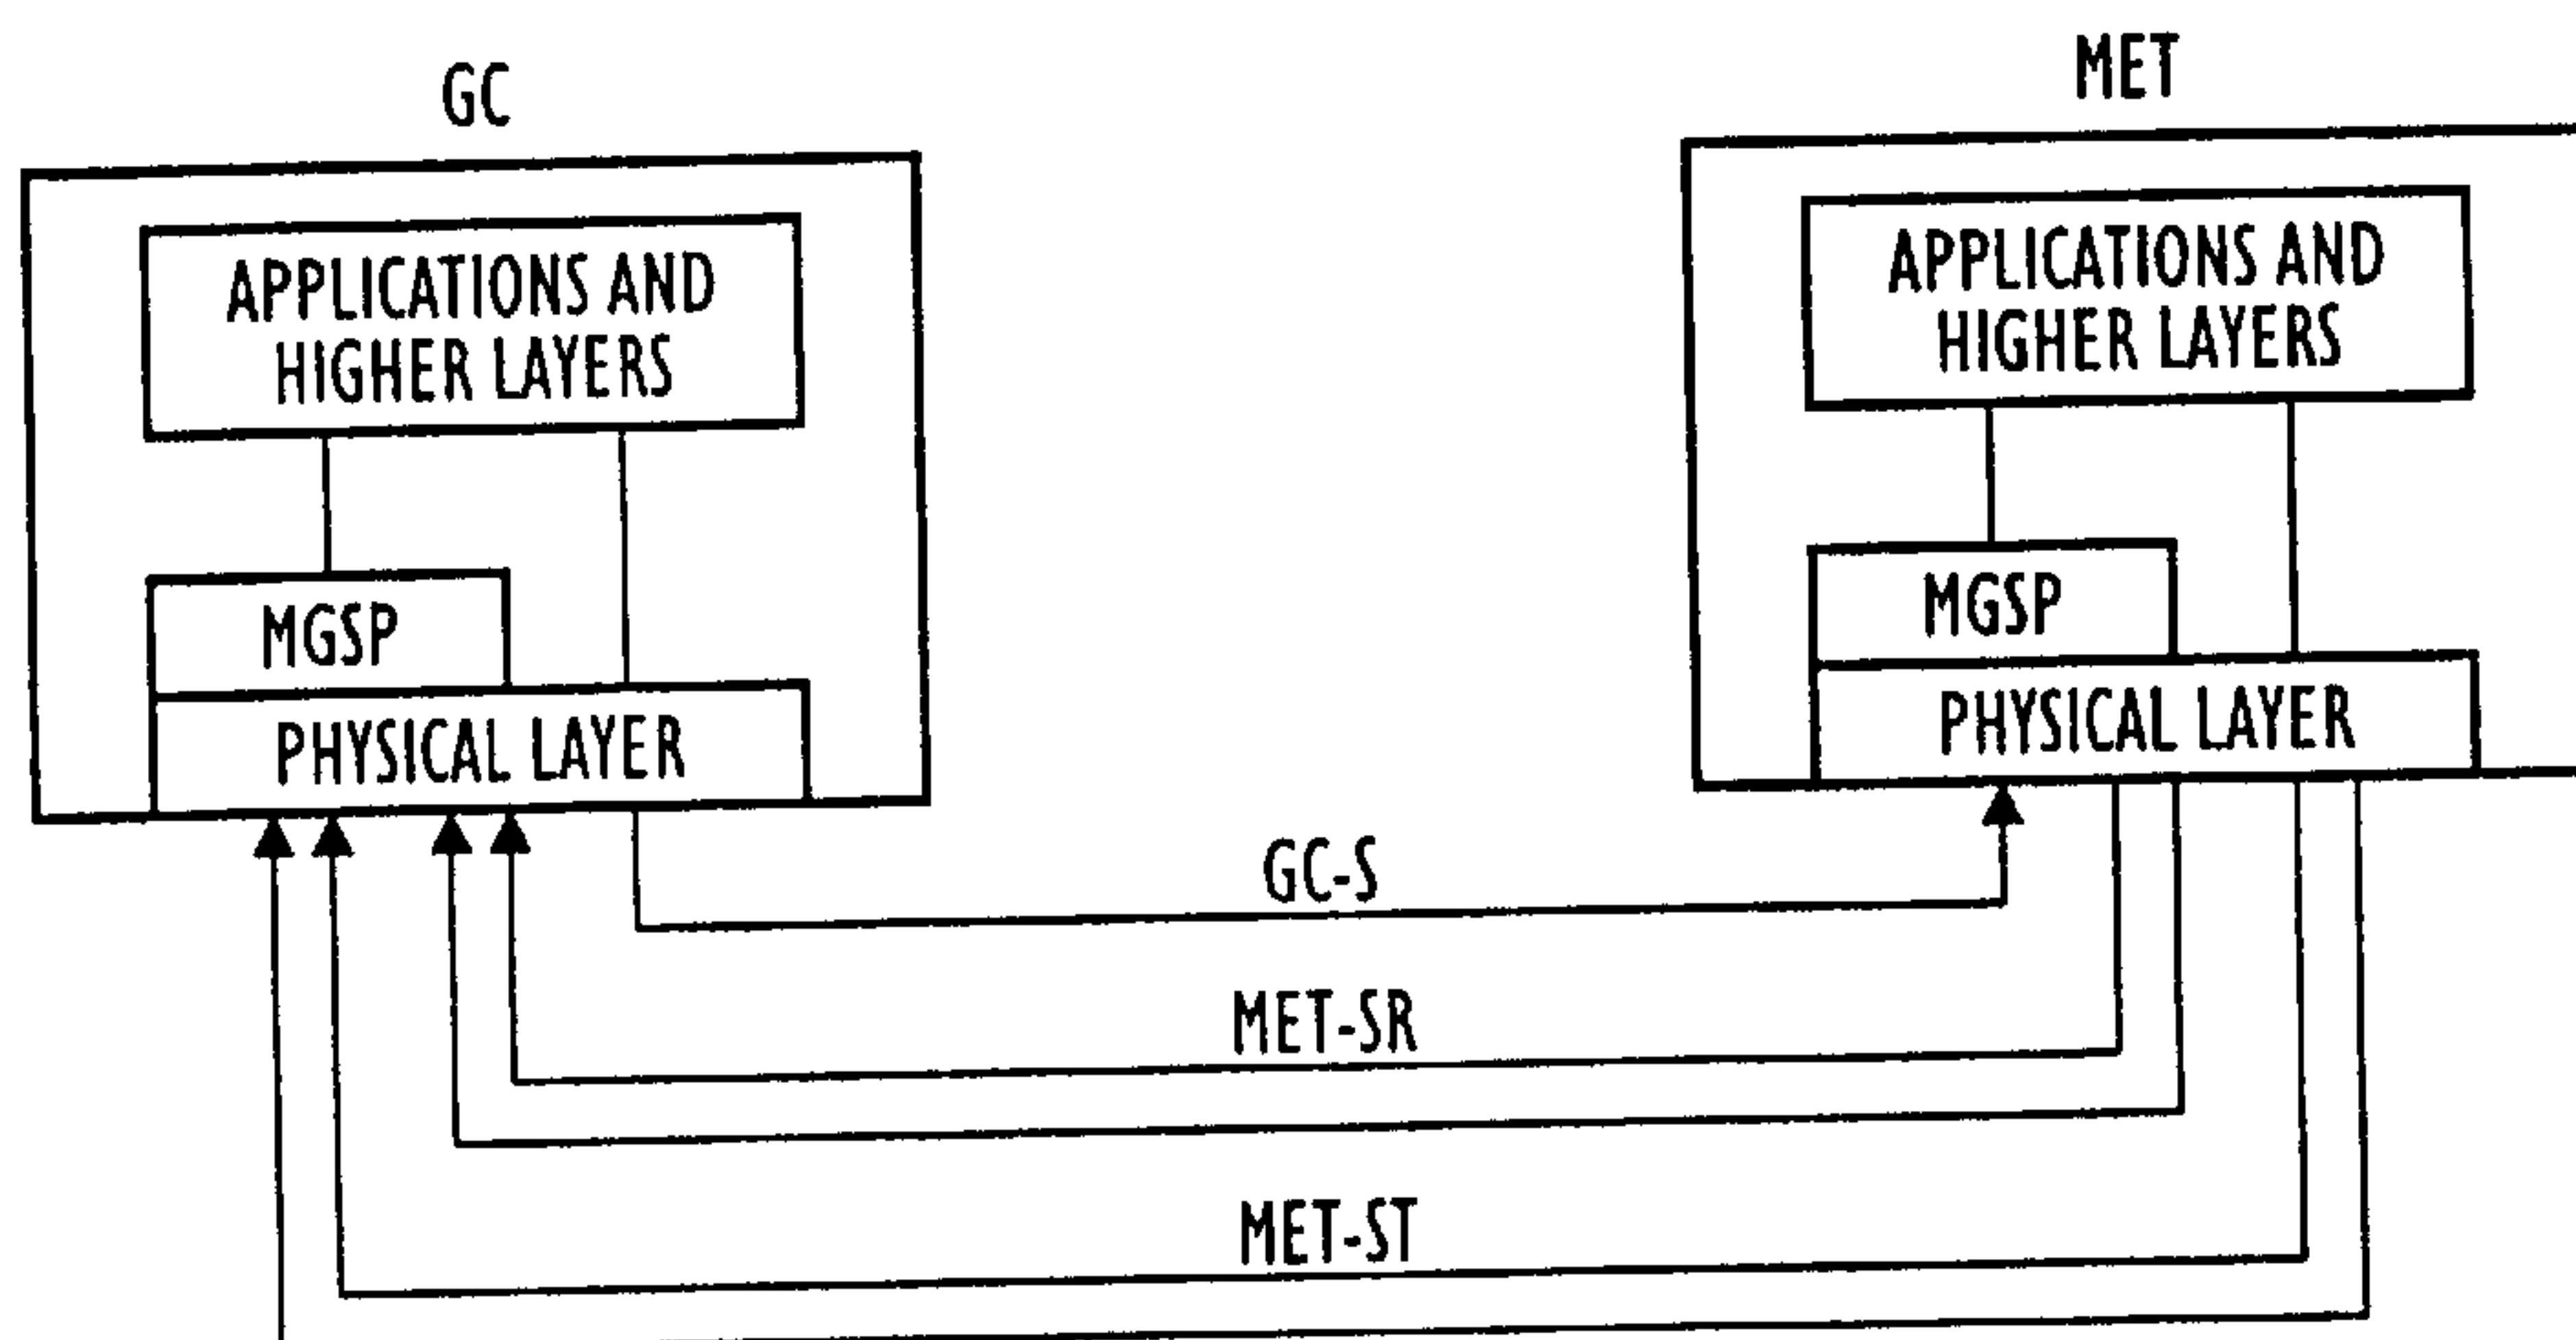 GC
APPLICATIONS AND
HIGHER LAYERS
MGSP
PHYSICAL LAYER
MET
APPLICATIONS AND
HIGHER LAYERS
MGSP
PHYSICAL LAYER
GC-S
MET-SR
MET-ST